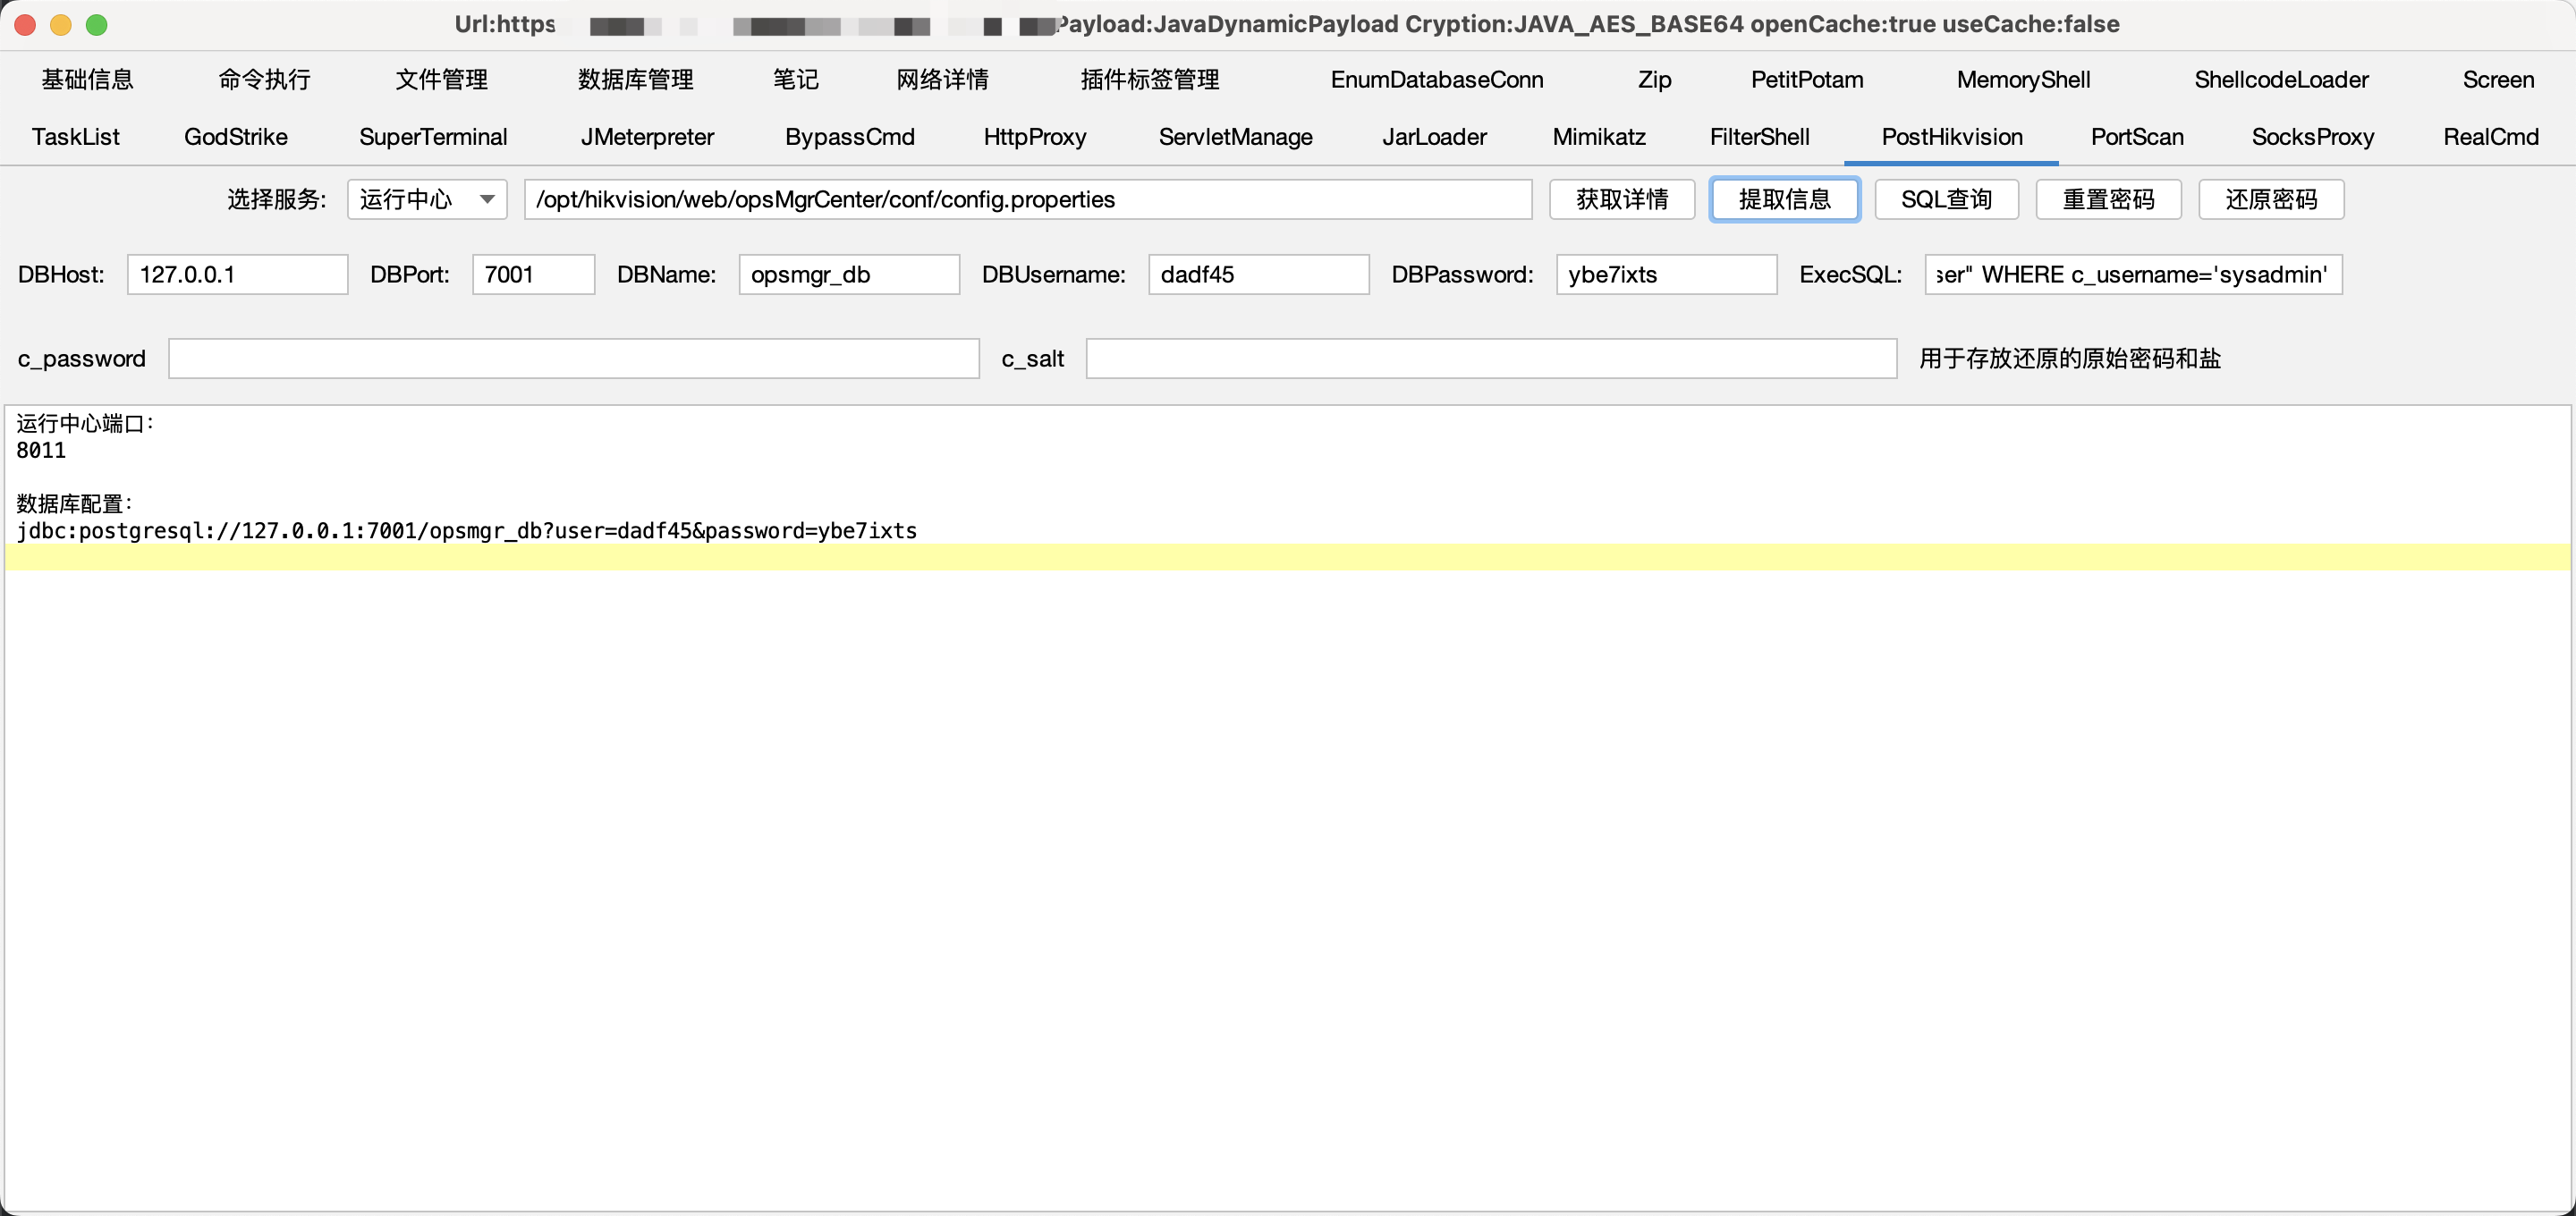 Url:https Payload:JavaDynamicPayload Cryption:JAVA_AES_BASE64 openCache:true useCache:false
基础信息 命令执行 文件管理 数据库管理 笔记 网络详情 插件标签管理 EnumDatabaseConn Zip PetitPotam MemoryShell ShellcodeLoader Screen
TaskList GodStrike SuperTerminal JMeterpreter BypassCmd HttpProxy ServletManage JarLoader Mimikatz FilterShell PostHikvision PortScan SocksProxy RealCmd
选择服务: 运行中心 /opt/hikvision/web/opsMgrCenter/conf/config.properties 获取详情 提取信息 SQL查询 重置密码 还原密码
DBHost: 127.0.0.1 DBPort: 7001 DBName: opsmgr_db DBUsername: dadf45 DBPassword: ybe7ixts ExecSQL: ser" WHERE c_username='sysadmin'
c_password c_salt 用于存放还原的原始密码和盐
运行中心端口:
8011
数据库配置:
jdbc:postgresql://127.0.0.1:7001/opsmgr_db?user=dadf45&password=ybe7ixts